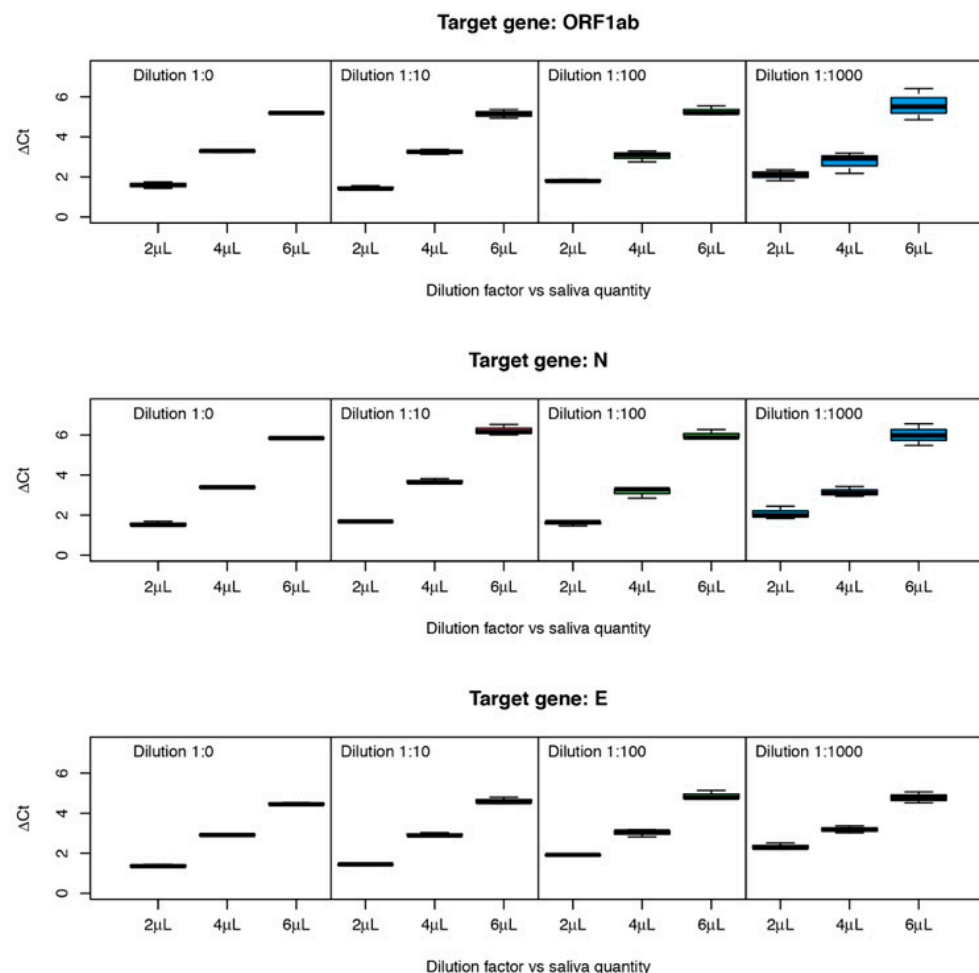 Target gene: ORF1ab
Dilution 1:0 Dilution 1:10 Dilution 1:100 Dilution 1:1000
6
4
2
0
ΔCt
2μL 4μL 6μL 2μL 4μL 6μL 2μL 4μL 6μL 2μL 4μL 6μL
Dilution factor vs saliva quantity
Target gene: N
Dilution 1:0 Dilution 1:10 Dilution 1:100 Dilution 1:1000
6
4
2
0
ΔCt
2μL 4μL 6μL 2μL 4μL 6μL 2μL 4μL 6μL 2μL 4μL 6μL
Dilution factor vs saliva quantity
Target gene: E
Dilution 1:0 Dilution 1:10 Dilution 1:100 Dilution 1:1000
6
4
2
0
ΔCt
2μL 4μL 6μL 2μL 4μL 6μL 2μL 4μL 6μL 2μL 4μL 6μL
Dilution factor vs saliva quantity